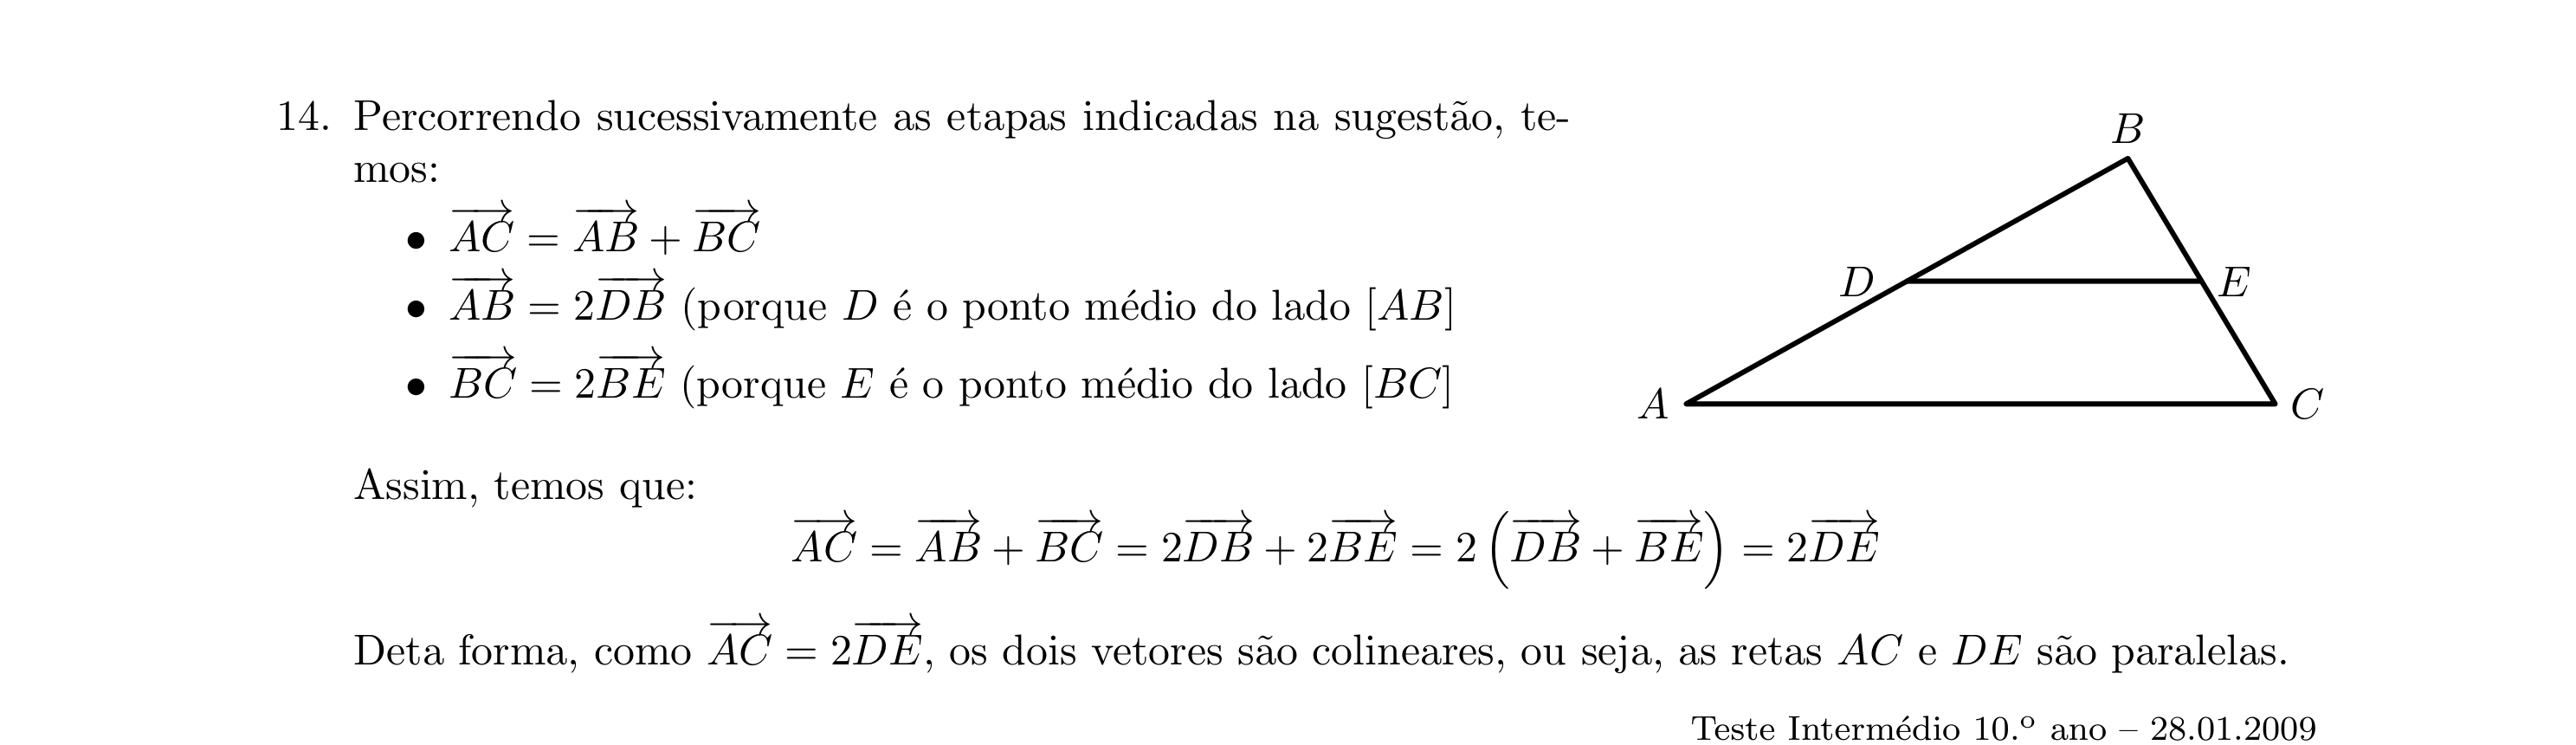 14. Percorrendo sucessivamente as etapas indicadas na sugestão, te-
mos:
• $\overrightarrow{AC} = \overrightarrow{AB} + \overrightarrow{BC}$
• $\overrightarrow{AB} = 2\overrightarrow{DB}$ (porque $D$ é o ponto médio do lado $[AB]$
• $\overrightarrow{BC} = 2\overrightarrow{BE}$ (porque $E$ é o ponto médio do lado $[BC]$
B
D
E
A
C
Assim, temos que:
$\overrightarrow{AC} = \overrightarrow{AB} + \overrightarrow{BC} = 2\overrightarrow{DB} + 2\overrightarrow{BE} = 2\left(\overrightarrow{DB} + \overrightarrow{BE}\right) = 2\overrightarrow{DE}$
Deta forma, como $\overrightarrow{AC} = 2\overrightarrow{DE}$, os dois vetores são colineares, ou seja, as retas $AC$ e $DE$ são paralelas.
Teste Intermédio 10.º ano – 28.01.2009